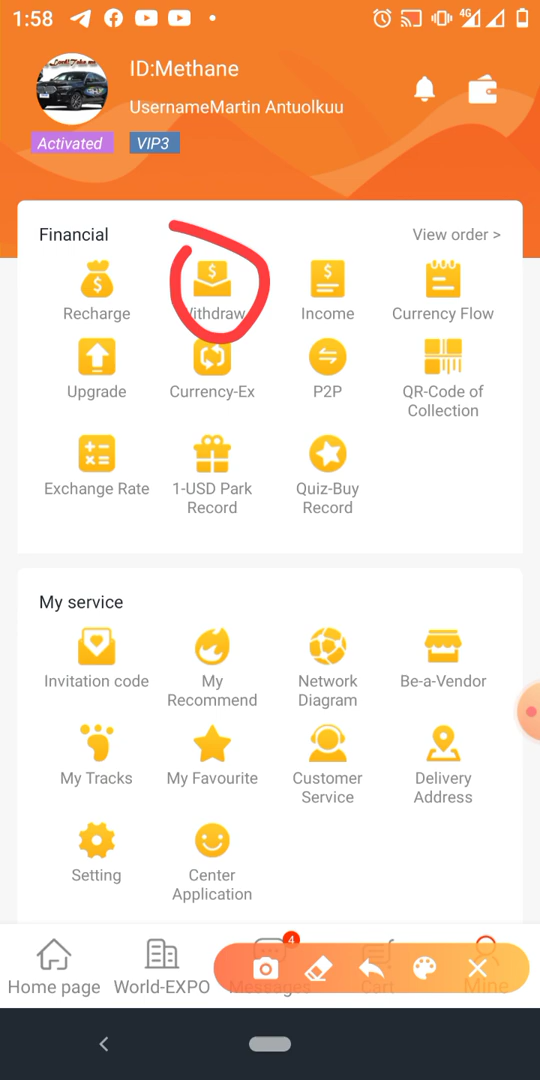 1:58
4G
ID:Methane
UsernameMartin Antuolkuu
Activated VIP3
Financial View order >
Recharge Withdraw Income Currency Flow
Upgrade Currency-Ex P2P QR-Code of
Collection
Exchange Rate 1-USD Park Quiz-Buy
Record Record
My service
Invitation code My Network Be-a-Vendor
Recommend Diagram
My Tracks My Favourite Customer Delivery
Service Address
Setting Center
Application
4
Home page World-EXPO Messages Cart Mine